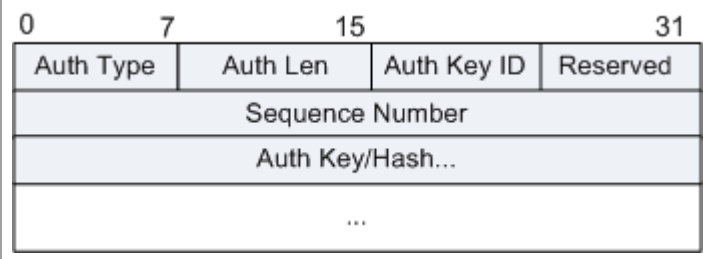 0 7 15 31
Auth Type Auth Len Auth Key ID Reserved
Sequence Number
Auth Key/Hash...
...